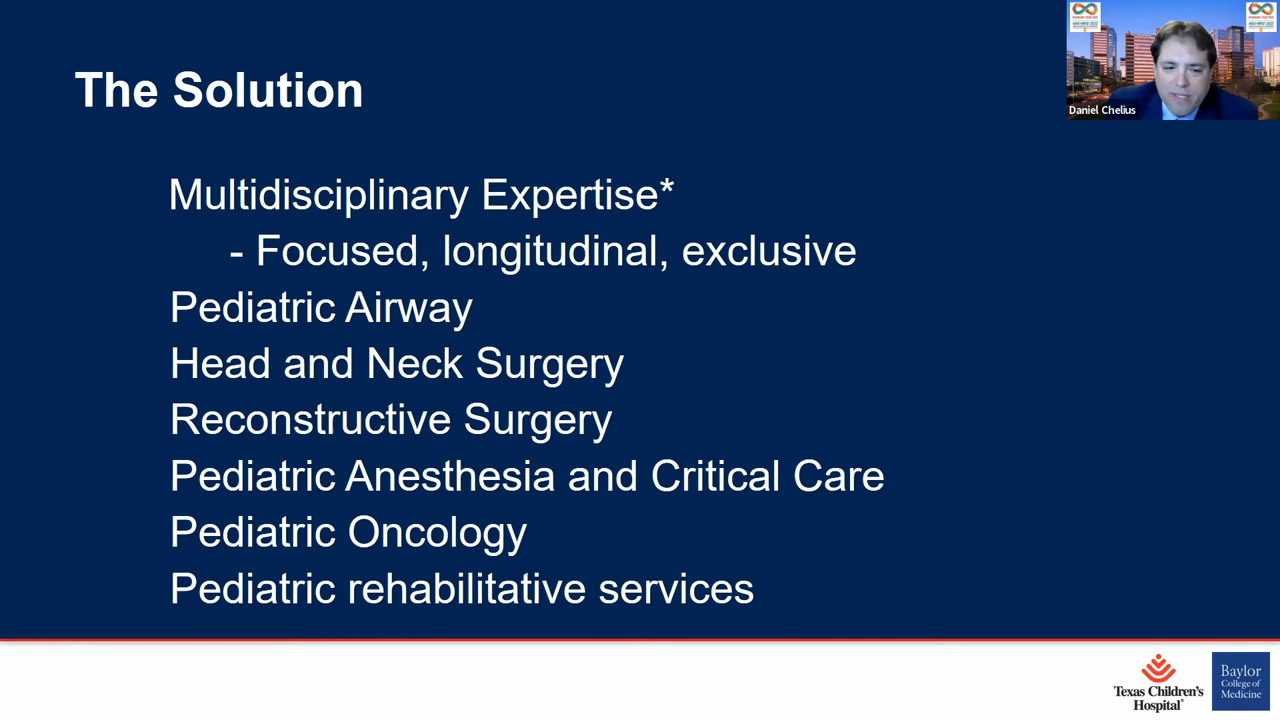 The Solution
Daniel Chelius
Multidisciplinary Expertise*
- Focused, longitudinal, exclusive
Pediatric Airway
Head and Neck Surgery
Reconstructive Surgery
Pediatric Anesthesia and Critical Care
Pediatric Oncology
Pediatric rehabilitative services
Texas Children's
Hospital
Baylor
College of
Medicine